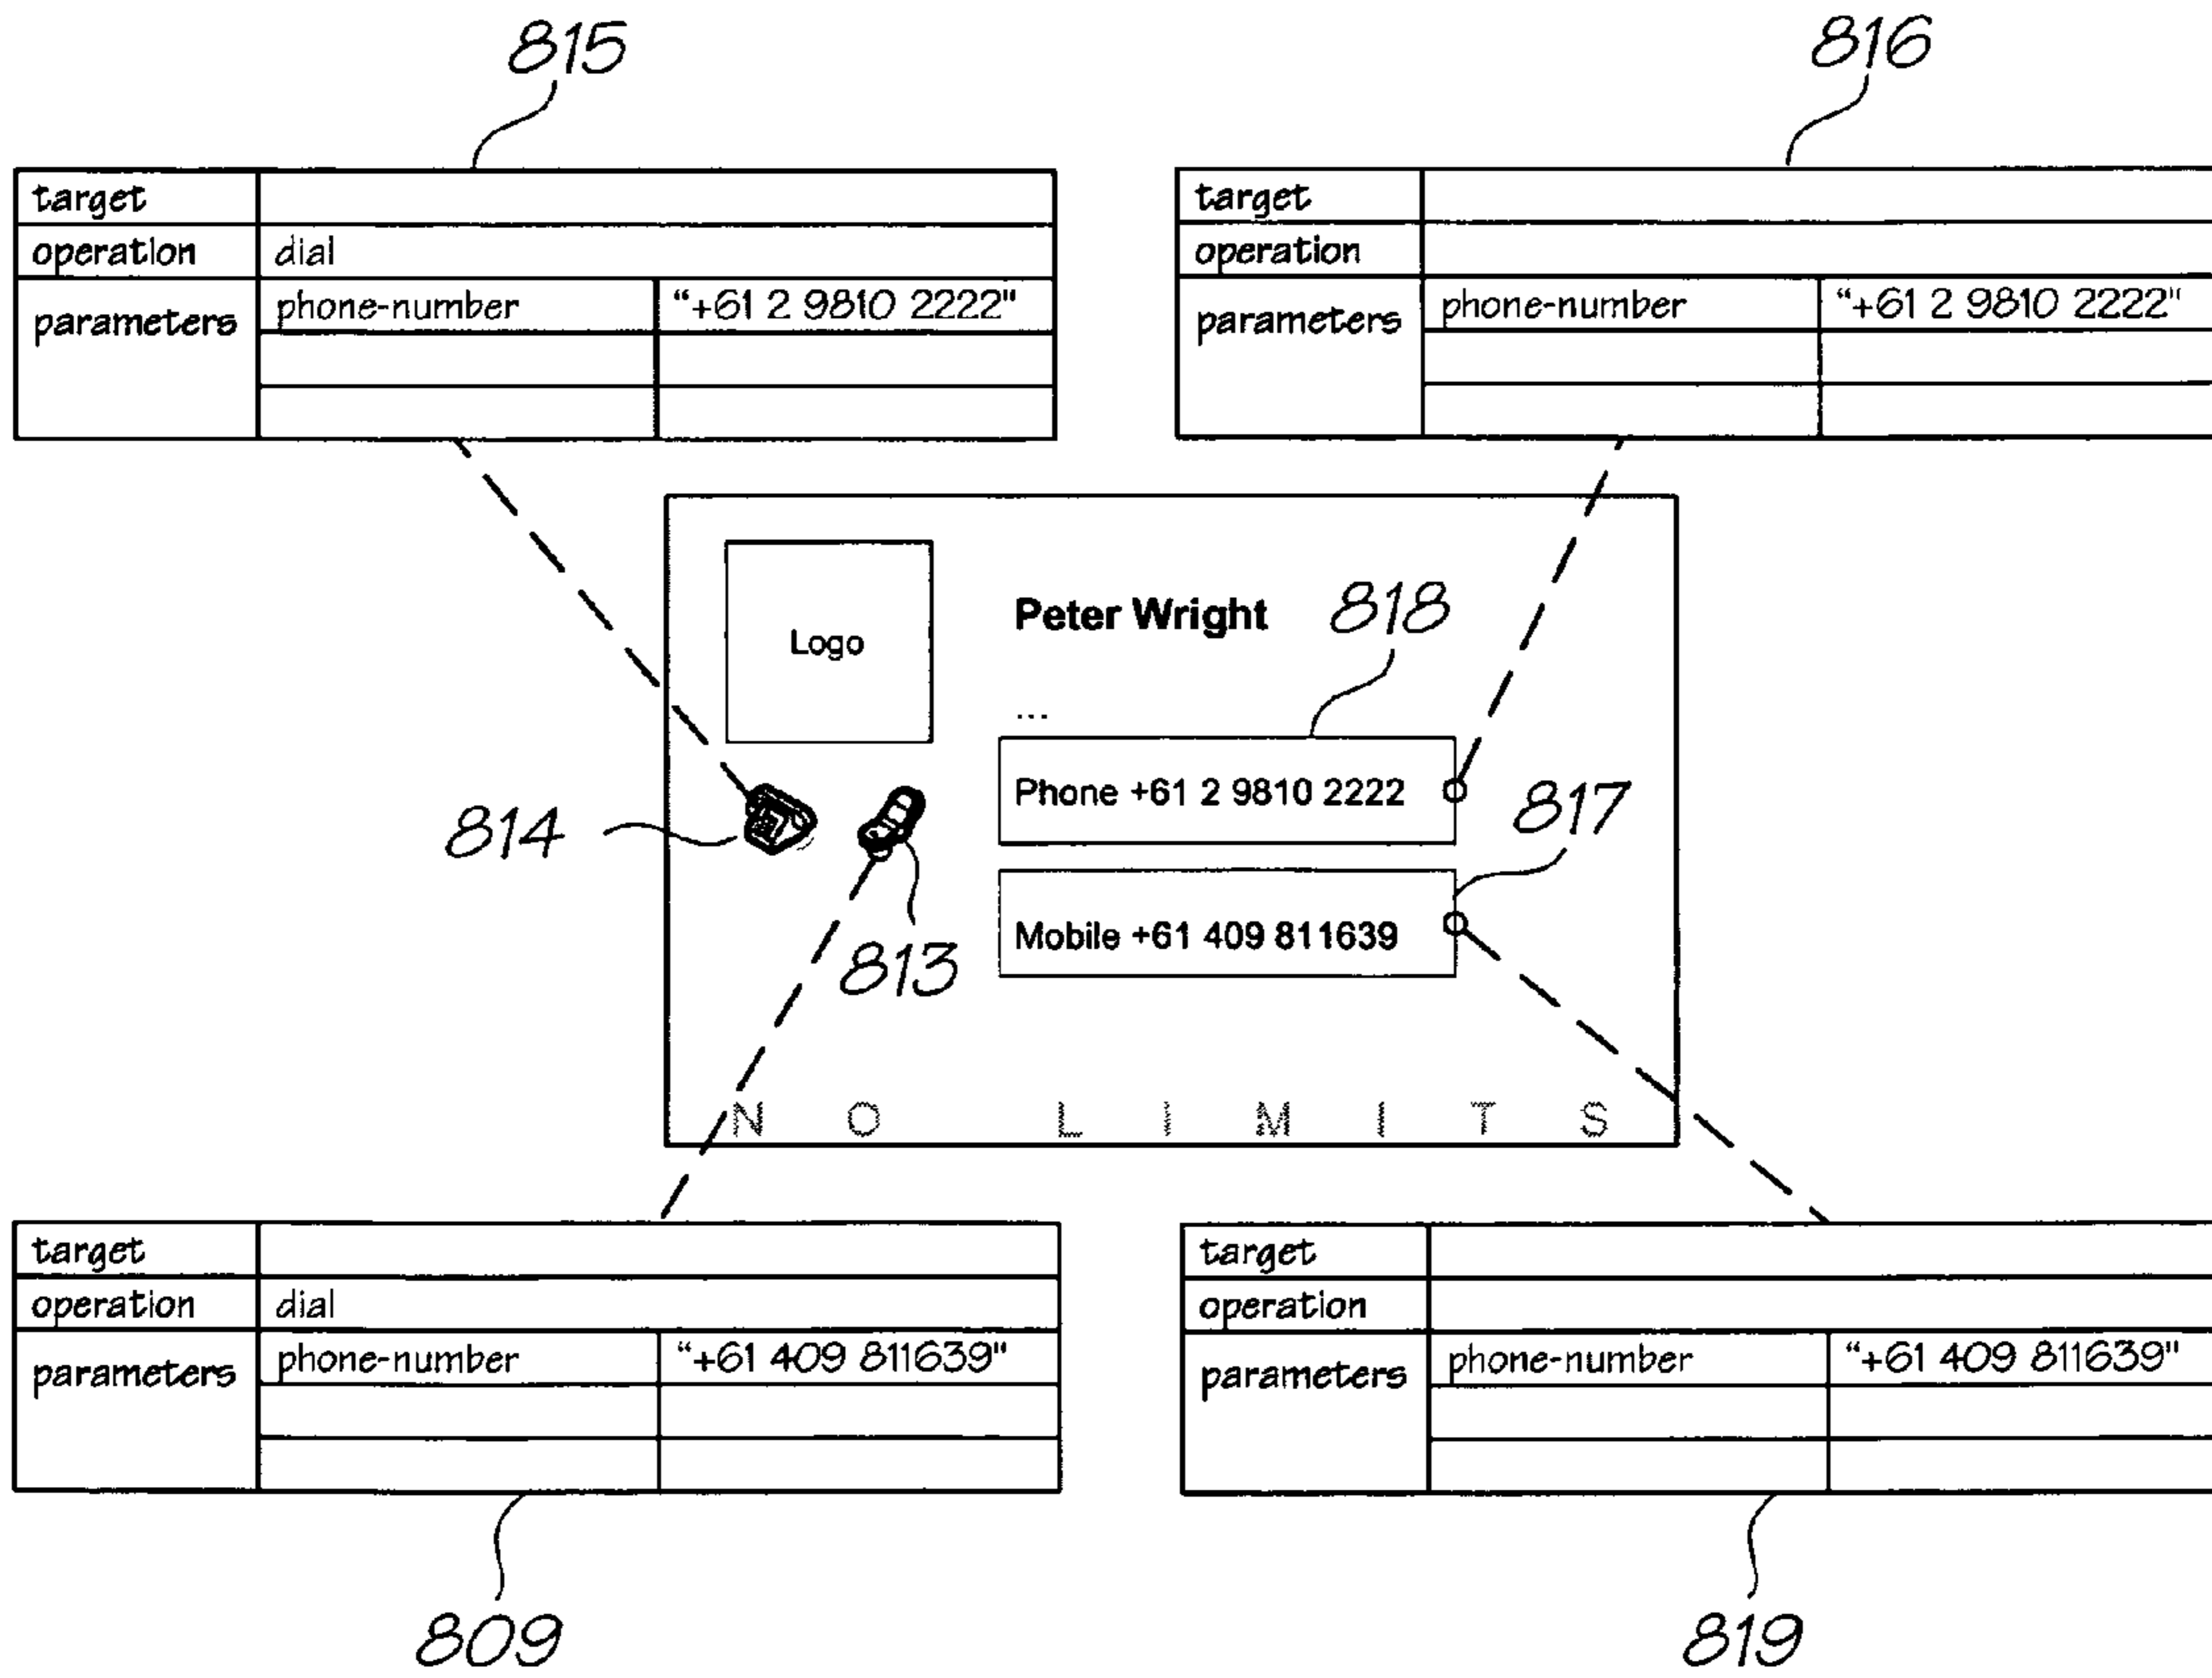 815
816
target
operation dial
parameters phone-number "+61 2 9810 2222"
target
operation
parameters phone-number "+61 2 9810 2222"
Logo
Peter Wright
818
...
Phone +61 2 9810 2222
817
814
813
Mobile +61 409 811639
N O L I M I T S
target
operation dial
parameters phone-number "+61 409 811639"
target
operation
parameters phone-number "+61 409 811639"
809
819